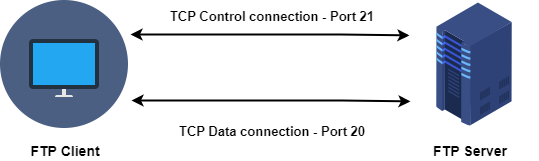 TCP Control connection - Port 21
TCP Data connection - Port 20
FTP Client
FTP Server